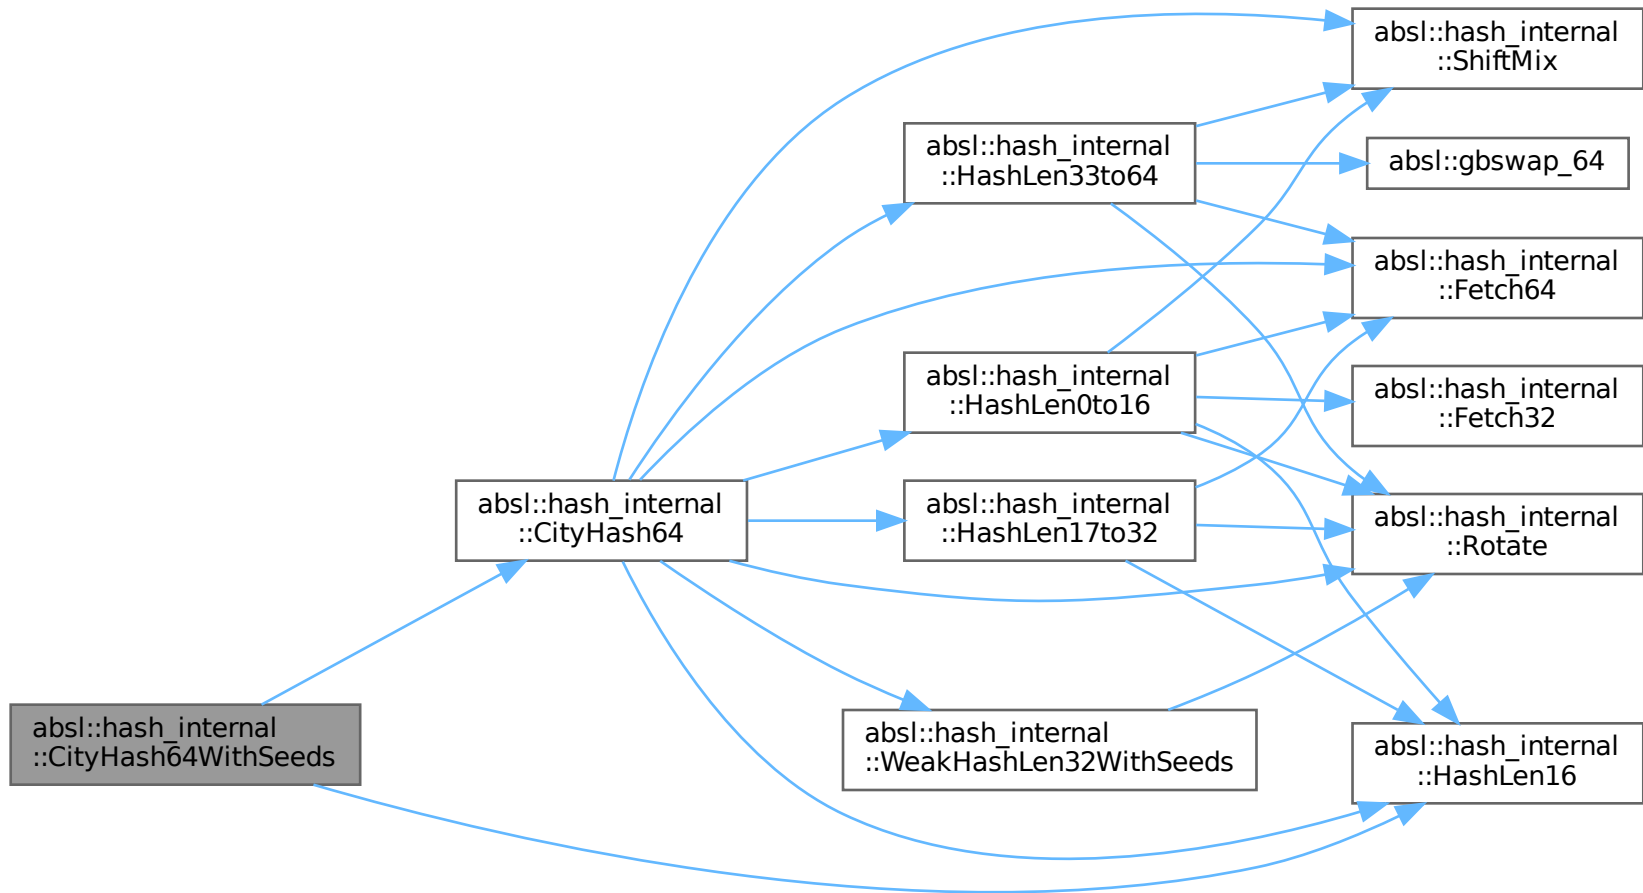 absl::hash_internal
::ShiftMix
absl::hash_internal
::HashLen33to64
absl::gbswap_64
absl::hash_internal
::Fetch64
absl::hash_internal
::HashLen0to16
absl::hash_internal
::Fetch32
absl::hash_internal
::CityHash64
absl::hash_internal
::HashLen17to32
absl::hash_internal
::Rotate
absl::hash_internal
::CityHash64WithSeeds
absl::hash_internal
::WeakHashLen32WithSeeds
absl::hash_internal
::HashLen16